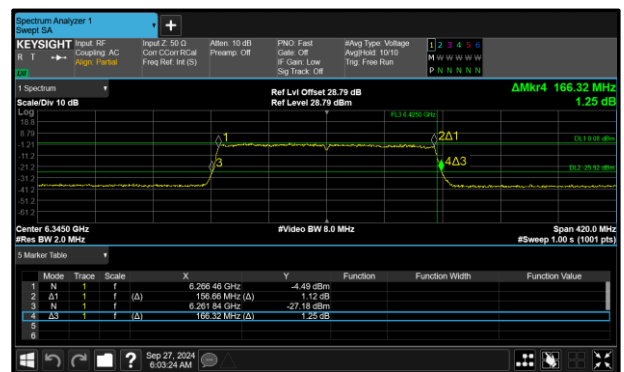 Spectrum Analyzer 1
Swept SA
+
KEYSIGHT Input: RF Input Z: 50 Ω Atten: 10 dB PNO: Fast #Avg Type: Voltage 1 2 3 4 5 6
R T Coupling: AC Corr CCorr RCal Preamp: Off Gate: Off Avg|Hold: 10/10 M W W W W W
Align: Partial Freq Ref: Int (S) IF Gain: Low Trig: Free Run
Sig Track: Off P N N N N N
1 Spectrum Ref Lvl Offset 28.79 dB ΔMkr4 166.32 MHz
Scale/Div 10 dB Ref Level 28.79 dBm 1.25 dB
Log
18.8 FL3 6.4250 GHz
8.79
-1.21 1 2Δ1 DL1 0.06 dBm
-11.2
-21.2 3 4Δ3 DL2 -25.92 dBm
-31.2
-41.2
-51.2
-61.2
Center 6.3450 GHz #Video BW 8.0 MHz Span 420.0 MHz
#Res BW 2.0 MHz #Sweep 1.00 s (1001 pts)
5 Marker Table
Mode Trace Scale X Y Function Function Width Function Value
1 N 1 f 6.266 46 GHz -4.49 dBm
2 Δ1 1 f (Δ) 156.66 MHz (Δ) 1.12 dB
3 N 1 f 6.261 84 GHz -27.18 dBm
4 Δ3 1 f (Δ) 166.32 MHz (Δ) 1.25 dB
5
6
? Sep 27, 2024
6:03:24 AM